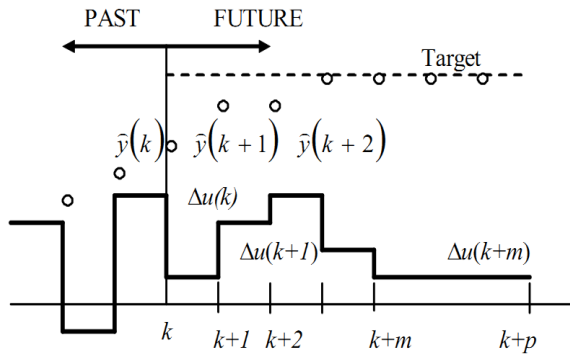 PAST FUTURE
Target
ŷ(k) ŷ(k + 1) ŷ(k + 2)
Δu(k)
Δu(k+1) Δu(k+m)
k k+1 k+2 k+m k+p